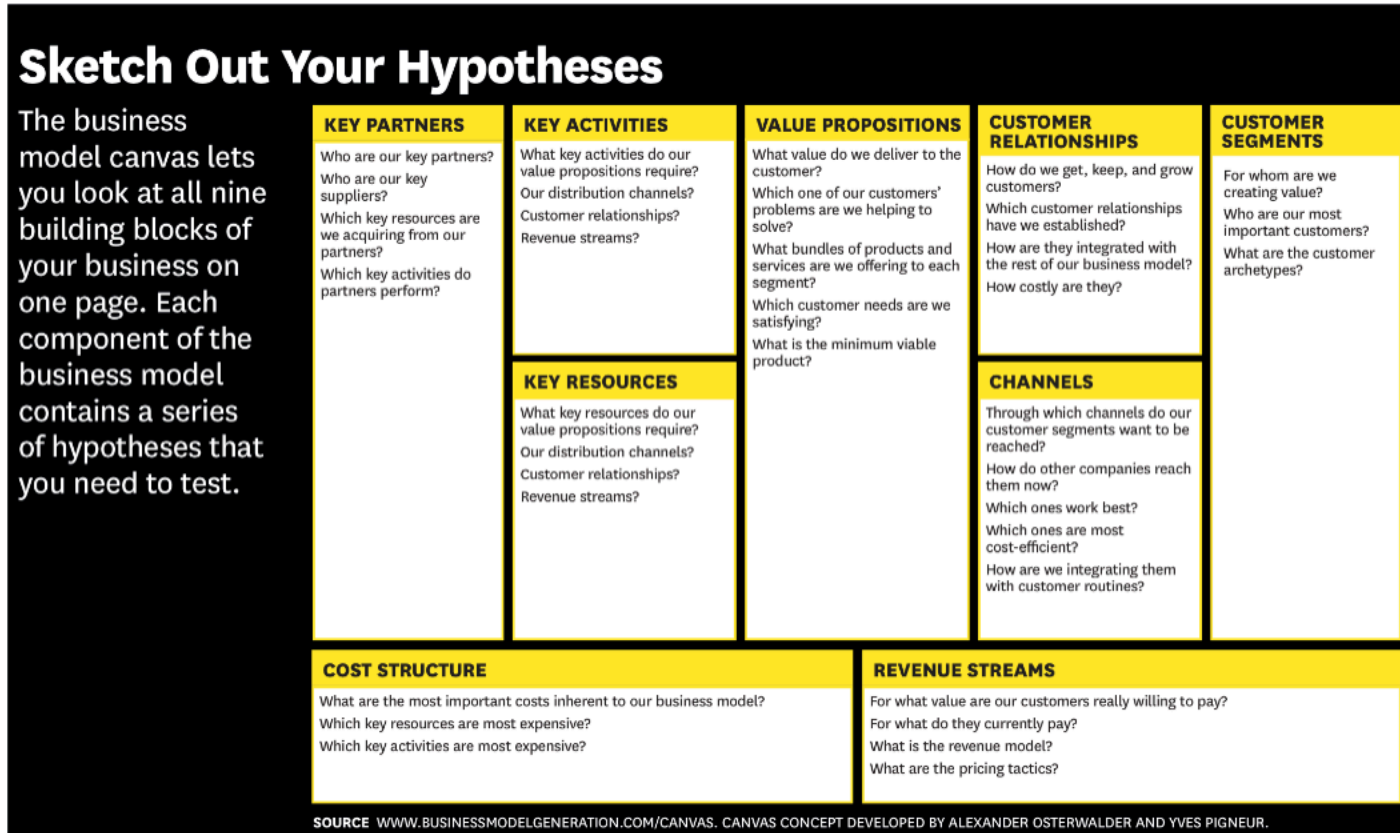 Sketch Out Your Hypotheses
The business
model canvas lets
you look at all nine
building blocks of
your business on
one page. Each
component of the
business model
contains a series
of hypotheses that
you need to test.
KEY PARTNERS
Who are our key partners?
Who are our key
suppliers?
Which key resources are
we acquiring from our
partners?
Which key activities do
partners perform?
KEY ACTIVITIES
What key activities do our
value propositions require?
Our distribution channels?
Customer relationships?
Revenue streams?
KEY RESOURCES
What key resources do our
value propositions require?
Our distribution channels?
Customer relationships?
Revenue streams?
VALUE PROPOSITIONS
What value do we deliver to the
customer?
Which one of our customers’
problems are we helping to
solve?
What bundles of products and
services are we offering to each
segment?
Which customer needs are we
satisfying?
What is the minimum viable
product?
CUSTOMER
RELATIONSHIPS
How do we get, keep, and grow
customers?
Which customer relationships
have we established?
How are they integrated with
the rest of our business model?
How costly are they?
CHANNELS
Through which channels do our
customer segments want to be
reached?
How do other companies reach
them now?
Which ones work best?
Which ones are most
cost-efficient?
How are we integrating them
with customer routines?
CUSTOMER
SEGMENTS
For whom are we
creating value?
Who are our most
important customers?
What are the customer
archetypes?
COST STRUCTURE
What are the most important costs inherent to our business model?
Which key resources are most expensive?
Which key activities are most expensive?
REVENUE STREAMS
For what value are our customers really willing to pay?
For what do they currently pay?
What is the revenue model?
What are the pricing tactics?
SOURCE WWW.BUSINESSMODELGENERATION.COM/CANVAS. CANVAS CONCEPT DEVELOPED BY ALEXANDER OSTERWALDER AND YVES PIGNEUR.